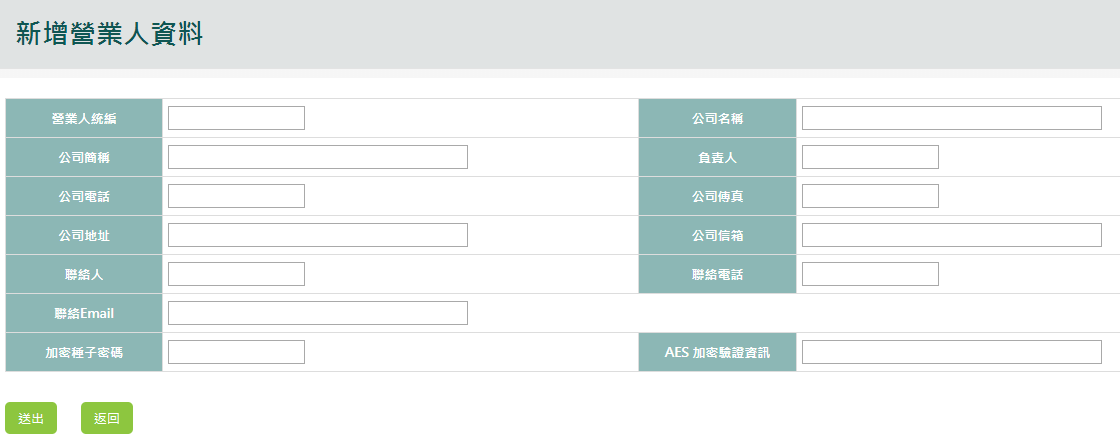 新增營業人資料
營業人統編 公司名稱
公司簡稱 負責人
公司電話 公司傳真
公司地址 公司信箱
聯絡人 聯絡電話
聯絡Email
加密種子密碼 AES 加密驗證資訊
送出 返回